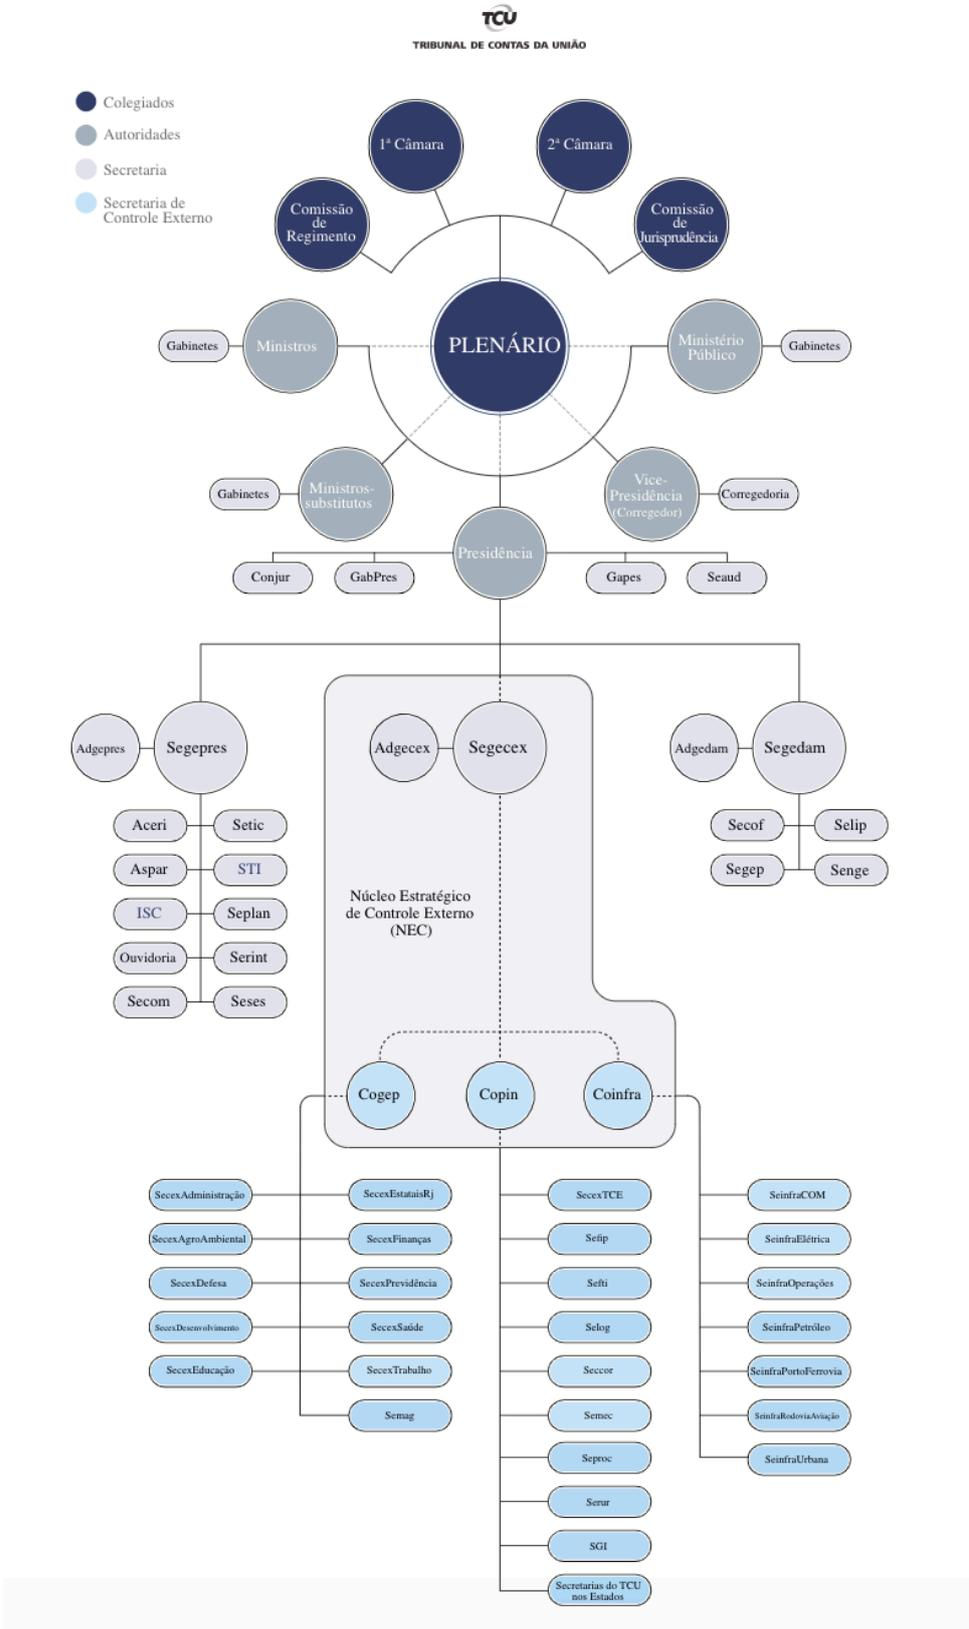 TCU
TRIBUNAL DE CONTAS DA UNIÃO
Colegiados
Autoridades
Secretaria
Secretaria de
Controle Externo
1ª Câmara
2ª Câmara
Comissão
de
Regimento
Comissão
de
Jurisprudência
PLENÁRIO
Gabinetes
Ministros
Ministério
Público
Gabinetes
Gabinetes
Ministros-
substitutos
Vice-
Presidência
(Corregedor)
Corregedoria
Presidência
Conjur
GabPres
Gapes
Seaud
Adgepres
Segepres
Adgecex
Segecex
Adgedam
Segedam
Aceri
Setic
Aspar
STI
ISC
Seplan
Ouvidoria
Serint
Secom
Seses
Secof
Selip
Segep
Senge
Núcleo Estratégico
de Controle Externo
(NEC)
Cogep
Copin
Coinfra
SecexAdministração
SecexEstataisRj
SecexTCE
SeinfraCOM
SecexAgroAmbiental
SecexFinanças
Sefip
SeinfraElétrica
SecexDefesa
SecexPrevidência
Sefti
SeinfraOperações
SecexDesenvolvimento
SecexSaúde
Selog
SeinfraPetróleo
SecexEducação
SecexTrabalho
Seccor
SeinfraPortoFerrovia
Semag
Semec
SeinfraRodoviaAviação
Seproc
SeinfraUrbana
Serur
SGI
Secretarias do TCU
nos Estados